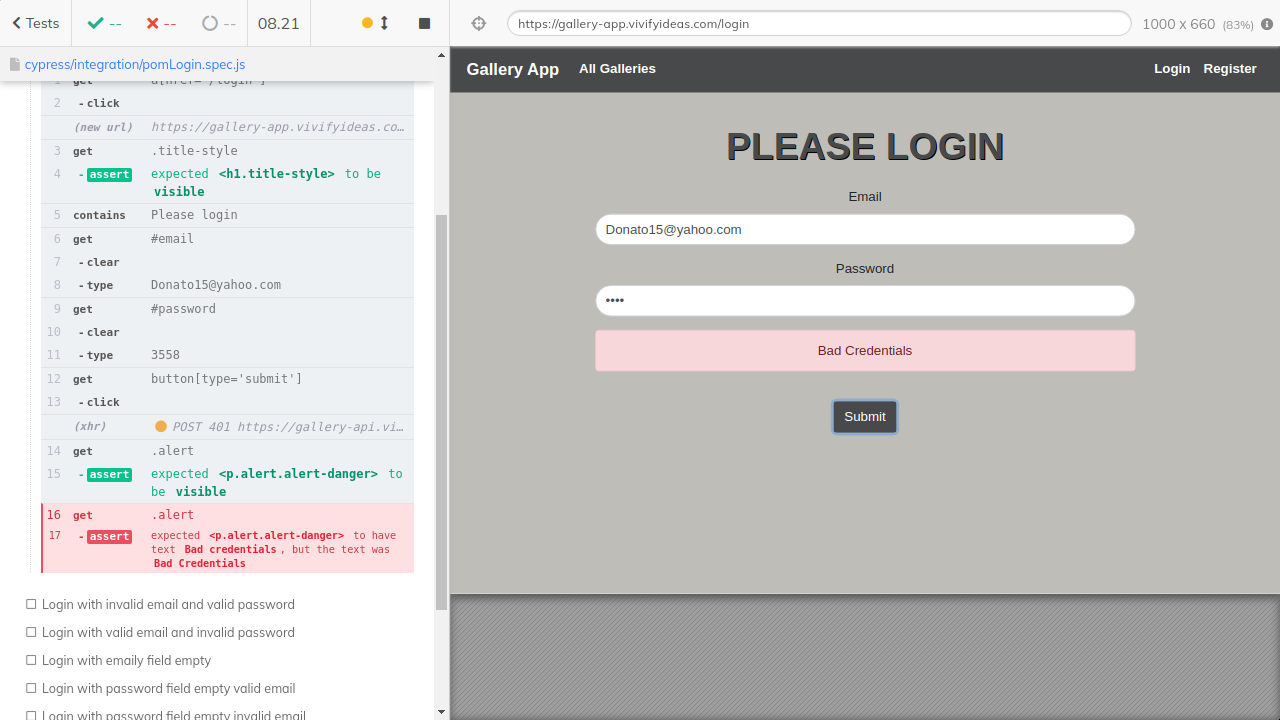 Tests
--
--
--
08.21
https://gallery-app.vivifyideas.com/login
1000 x 660 (83%)
cypress/integration/pomLogin.spec.js
1 get a[href='/login']
2 -click
(new url) https://gallery-app.vivifyideas.co…
3 get .title-style
4 -assert expected <h1.title-style> to be
visible
5 contains Please login
6 get #email
7 -clear
8 -type Donato15@yahoo.com
9 get #password
10 -clear
11 -type 3558
12 get button[type='submit']
13 -click
(xhr) POST 401 https://gallery-api.vi…
14 get .alert
15 -assert expected <p.alert.alert-danger> to
be visible
16 get .alert
17 -assert expected <p.alert.alert-danger> to have
text Bad credentials, but the text was
Bad Credentials
Login with invalid email and valid password
Login with valid email and invalid password
Login with emaily field empty
Login with password field empty valid email
Login with password field empty invalid email
Gallery App All Galleries Login Register
PLEASE LOGIN
Email
Donato15@yahoo.com
Password
••••
Bad Credentials
Submit